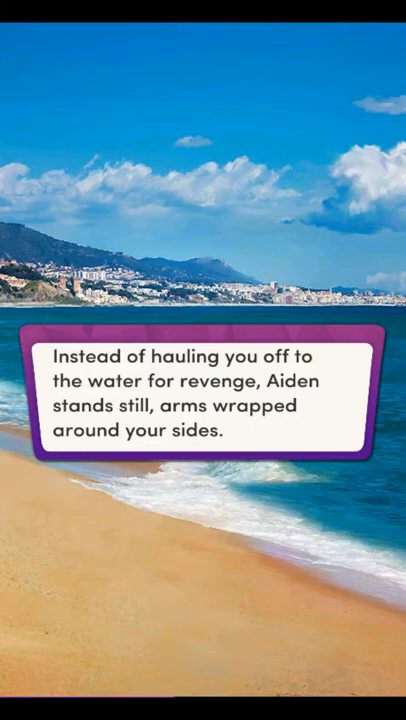 Instead of hauling you off to
the water for revenge, Aiden
stands still, arms wrapped
around your sides.